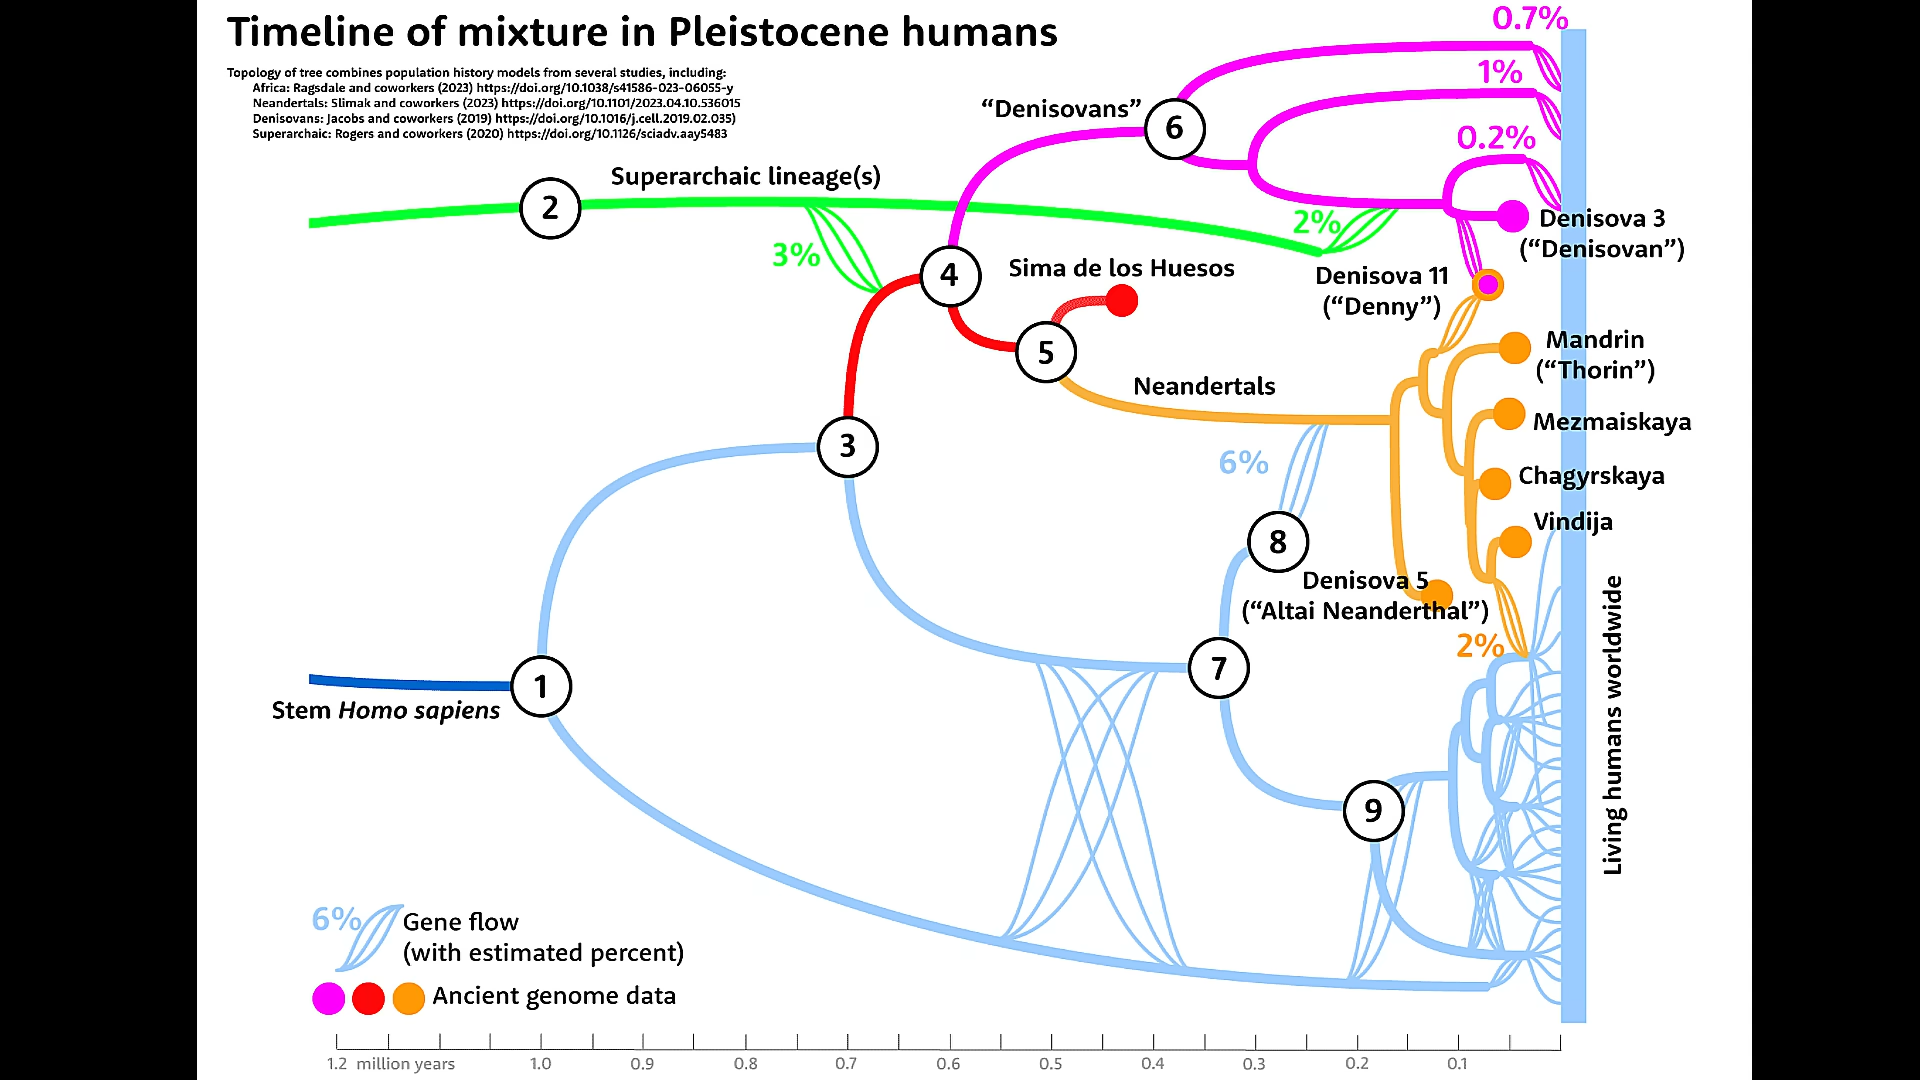 Timeline of mixture in Pleistocene humans
Topology of tree combines population history models from several studies, including:
Africa: Ragsdale and coworkers (2023) https://doi.org/10.1038/s41586-023-06055-y
Neandertals: Slimak and coworkers (2023) https://doi.org/10.1101/2023.04.10.536015
Denisovans: Jacobs and coworkers (2019) https://doi.org/10.1016/j.cell.2019.02.035)
Superarchaic: Rogers and coworkers (2020) https://doi.org/10.1126/sciadv.aay5483
0.7%
1%
“Denisovans”
6
0.2%
Superarchaic lineage(s)
2
2%
Denisova 3
(“Denisovan”)
3%
4
Sima de los Huesos
Denisova 11
(“Denny”)
5
Mandrin
(“Thorin”)
Neandertals
Mezmaiskaya
3
6%
Chagyrskaya
Vindija
8
Denisova 5
(“Altai Neanderthal”)
2%
7
1
Stem Homo sapiens
Living humans worldwide
9
6%
Gene flow
(with estimated percent)
Ancient genome data
1.2 million years
1.0
0.9
0.8
0.7
0.6
0.5
0.4
0.3
0.2
0.1